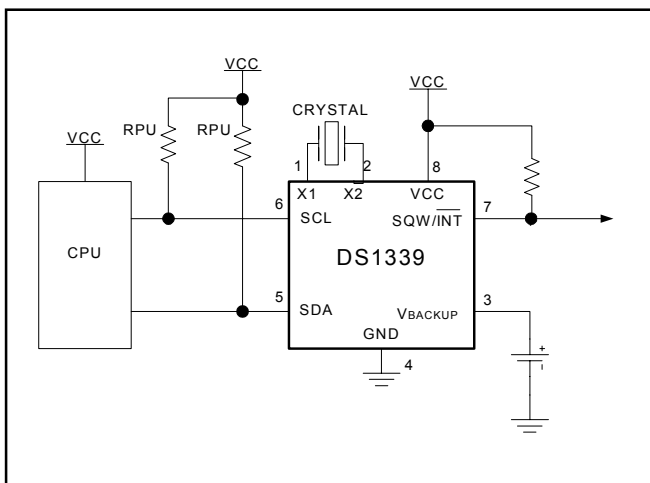 VCC
VCC
CRYSTAL
RPU
RPU
VCC
1
2
8
X1
X2
VCC
6
SCL
SQW/INT
7
CPU
DS1339
5
SDA
VBACKUP
3
GND
4
+
-